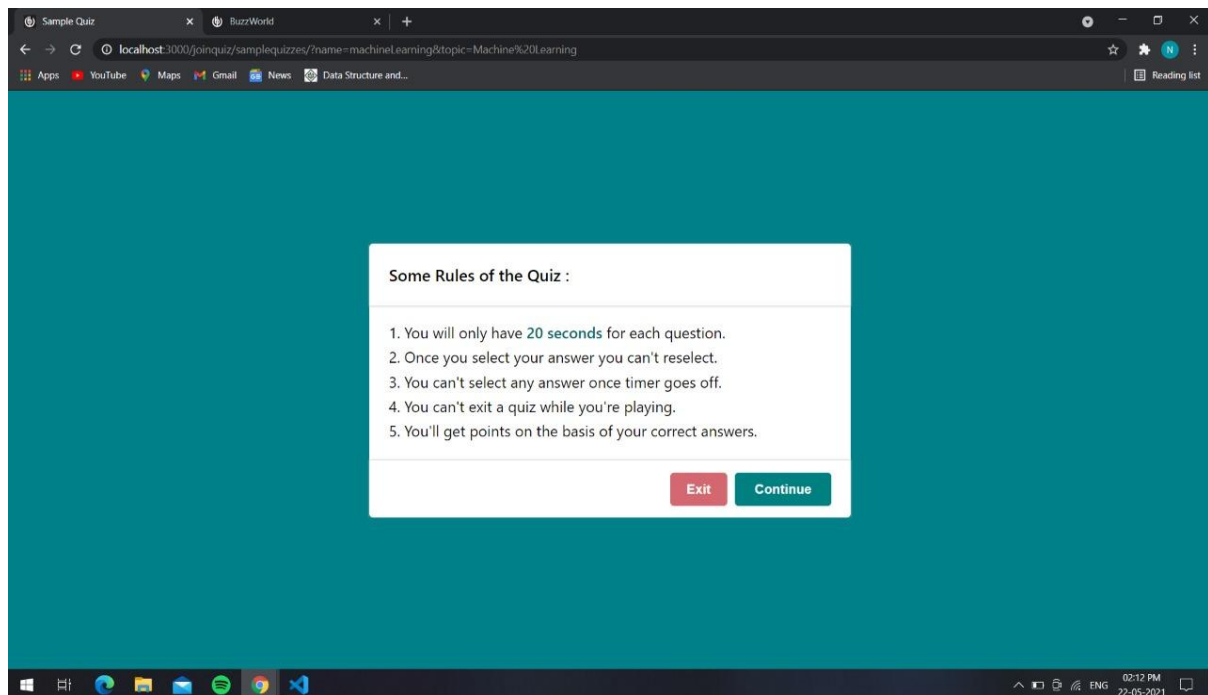 Sample Quiz
BuzzWorld
localhost:3000/joinquiz/samplequizzes/?name=machineLearning&topic=Machine%20Learning
N
Apps YouTube Maps Gmail News Data Structure and... Reading list
Some Rules of the Quiz :
1. You will only have 20 seconds for each question.
2. Once you select your answer you can't reselect.
3. You can't select any answer once timer goes off.
4. You can't exit a quiz while you're playing.
5. You'll get points on the basis of your correct answers.
Exit Continue
ENG
02:12 PM
22-05-2021